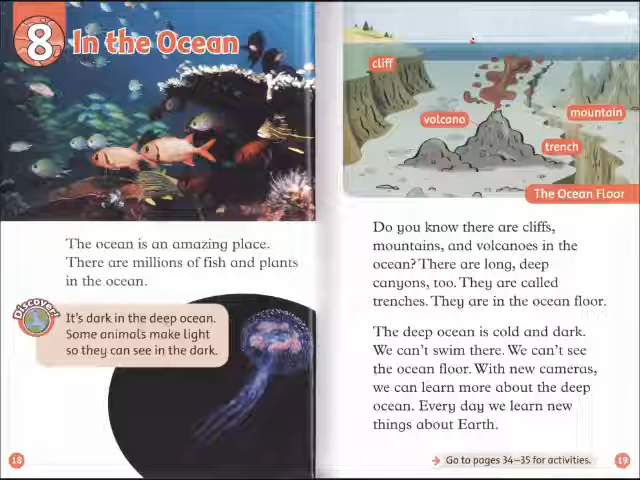 8 In the Ocean
The ocean is an amazing place.
There are millions of fish and plants
in the ocean.
Discover!
It's dark in the deep ocean.
Some animals make light
so they can see in the dark.
18
cliff
volcano
mountain
trench
The Ocean Floor
Do you know there are cliffs,
mountains, and volcanoes in the
ocean? There are long, deep
canyons, too. They are called
trenches. They are in the ocean floor.
The deep ocean is cold and dark.
We can't swim there. We can't see
the ocean floor. With new cameras,
we can learn more about the deep
ocean. Every day we learn new
things about Earth.
→ Go to pages 34–35 for activities.
19